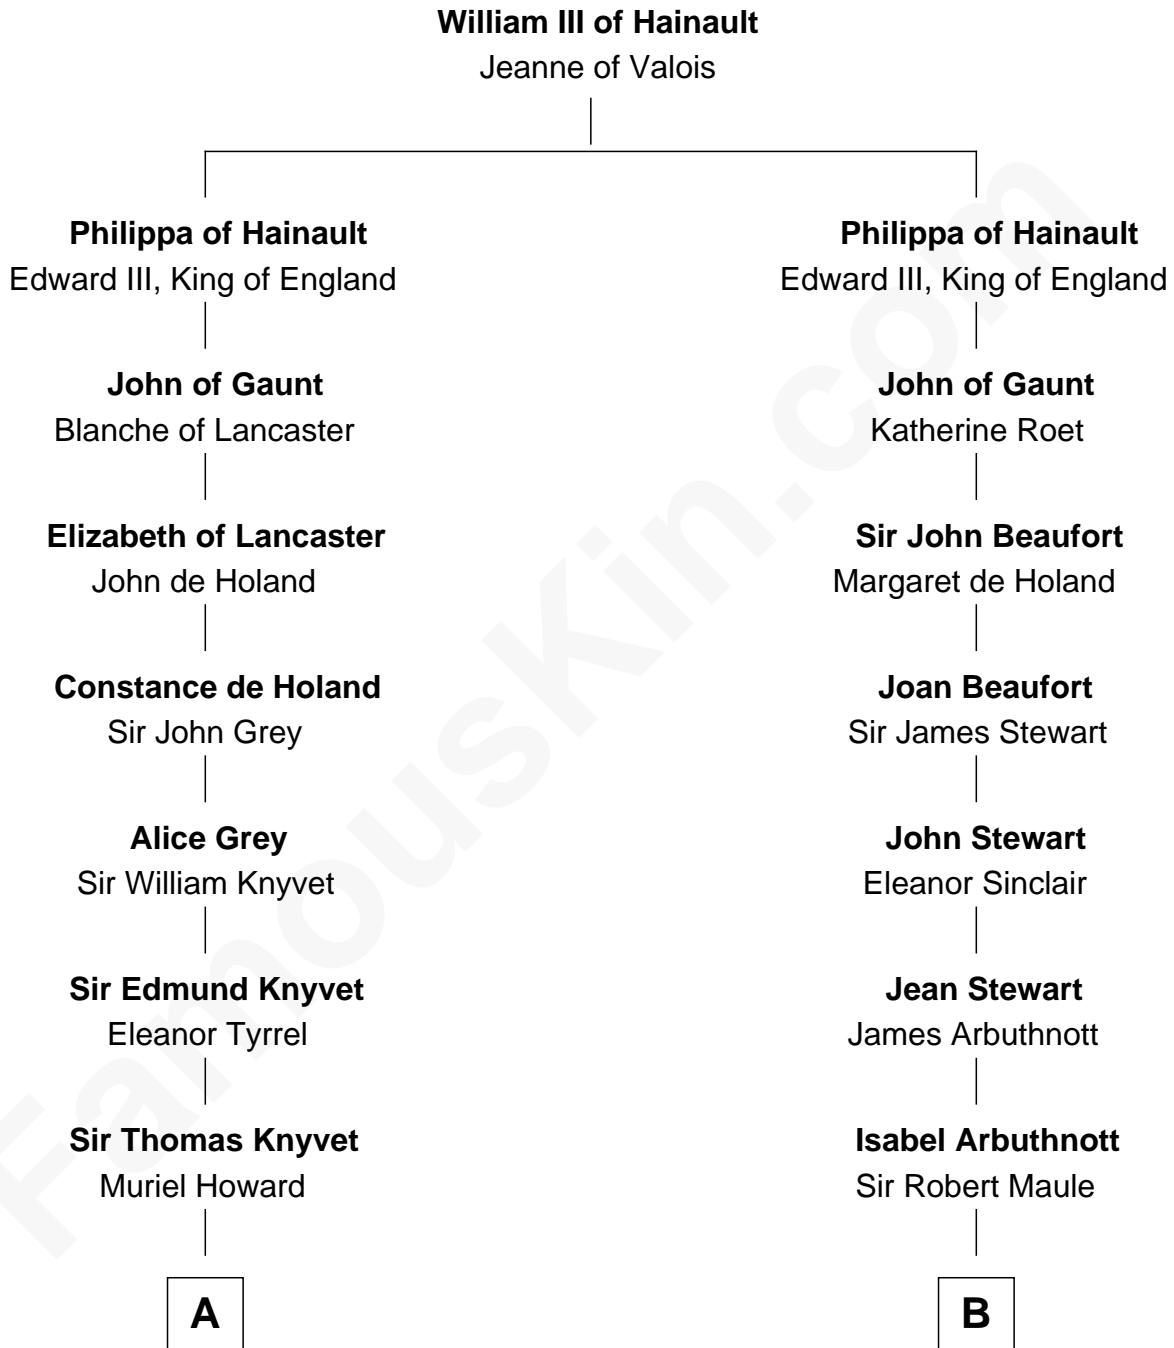 William III of Hainault
Jeanne of Valois
Philippa of Hainault
Edward III, King of England
John of Gaunt
Blanche of Lancaster
Elizabeth of Lancaster
John de Holand
Constance de Holand
Sir John Grey
Alice Grey
Sir William Knyvet
Sir Edmund Knyvet
Eleanor Tyrrel
Sir Thomas Knyvet
Muriel Howard
A
Philippa of Hainault
Edward III, King of England
John of Gaunt
Katherine Roet
Sir John Beaufort
Margaret de Holand
Joan Beaufort
Sir James Stewart
John Stewart
Eleanor Sinclair
Jean Stewart
James Arbuthnott
Isabel Arbuthnott
Sir Robert Maule
B
FamousKin.com